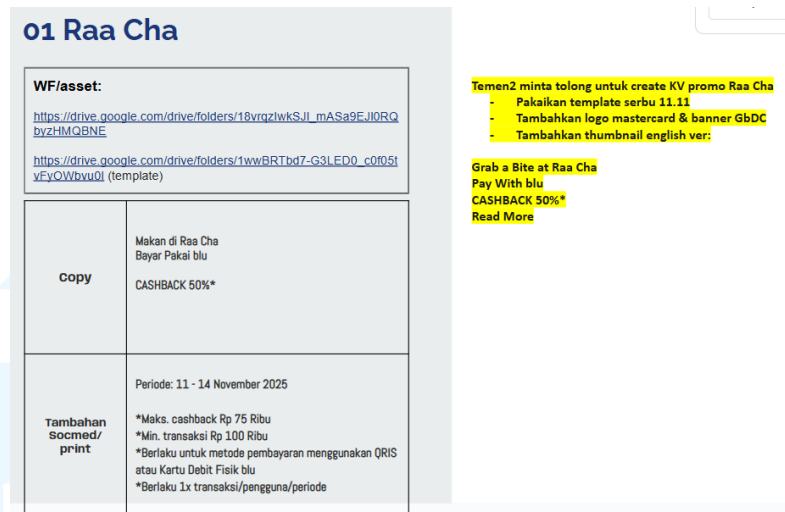 01 Raa Cha
WF/asset:
https://drive.google.com/drive/folders/18vrqzIwkSJI_mASa9EJI0RQ
byzHMQBNE
https://drive.google.com/drive/folders/1wwBRTbd7-G3LED0_c0f05t
vFyOWbvu0I (template)
Copy
Makan di Raa Cha
Bayar Pakai blu
CASHBACK 50%*
Tambahan
Socmed/
print
Periode: 11 - 14 November 2025
*Maks. cashback Rp 75 Ribu
*Min. transaksi Rp 100 Ribu
*Berlaku untuk metode pembayaran menggunakan QRIS
atau Kartu Debit Fisik blu
*Berlaku 1x transaksi/pengguna/periode
Temen2 minta tolong untuk create KV promo Raa Cha
- Pakaikan template serbu 11.11
- Tambahkan logo mastercard & banner GbDC
- Tambahkan thumbnail english ver:
Grab a Bite at Raa Cha
Pay With blu
CASHBACK 50%*
Read More